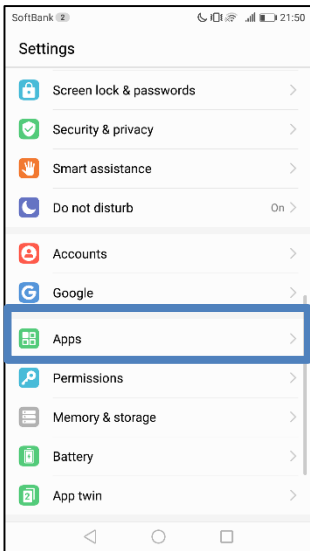 SoftBank 2 21:50
Settings
Screen lock & passwords
Security & privacy
Smart assistance
Do not disturb On
Accounts
Google
Apps
Permissions
Memory & storage
Battery
App twin